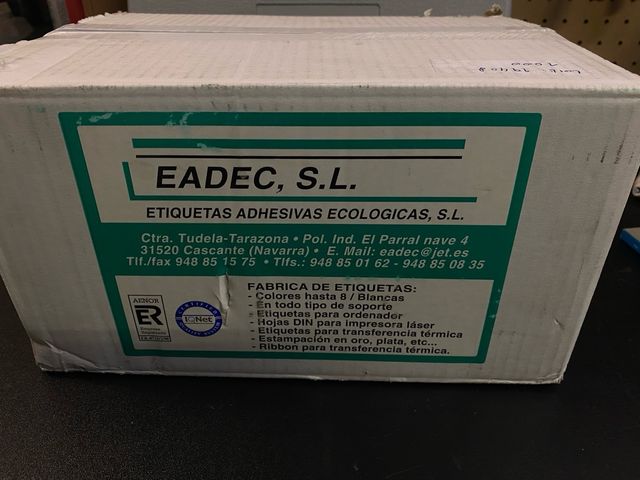 EADEC, S.L.
ETIQUETAS ADHESIVAS ECOLOGICAS, S.L.
Ctra. Tudela-Tarazona • Pol. Ind. El Parral nave 4
31520 Cascante (Navarra) • E. Mail: eadec@jet.es
Tlf./fax 948 85 15 75 • Tlfs.: 948 85 01 62 - 948 85 08 35
FABRICA DE ETIQUETAS:
- Colores hasta 8 / Blancas
- En todo tipo de soporte
- Etiquetas para ordenador
- Hojas DIN para impresora láser
- Etiquetas para transferencia térmica
- Estampación en oro, plata, etc...
- Ribbon para transferencia térmica.
AENOR
ER
Empresa
Registrada
CERTIFIED
IQNet